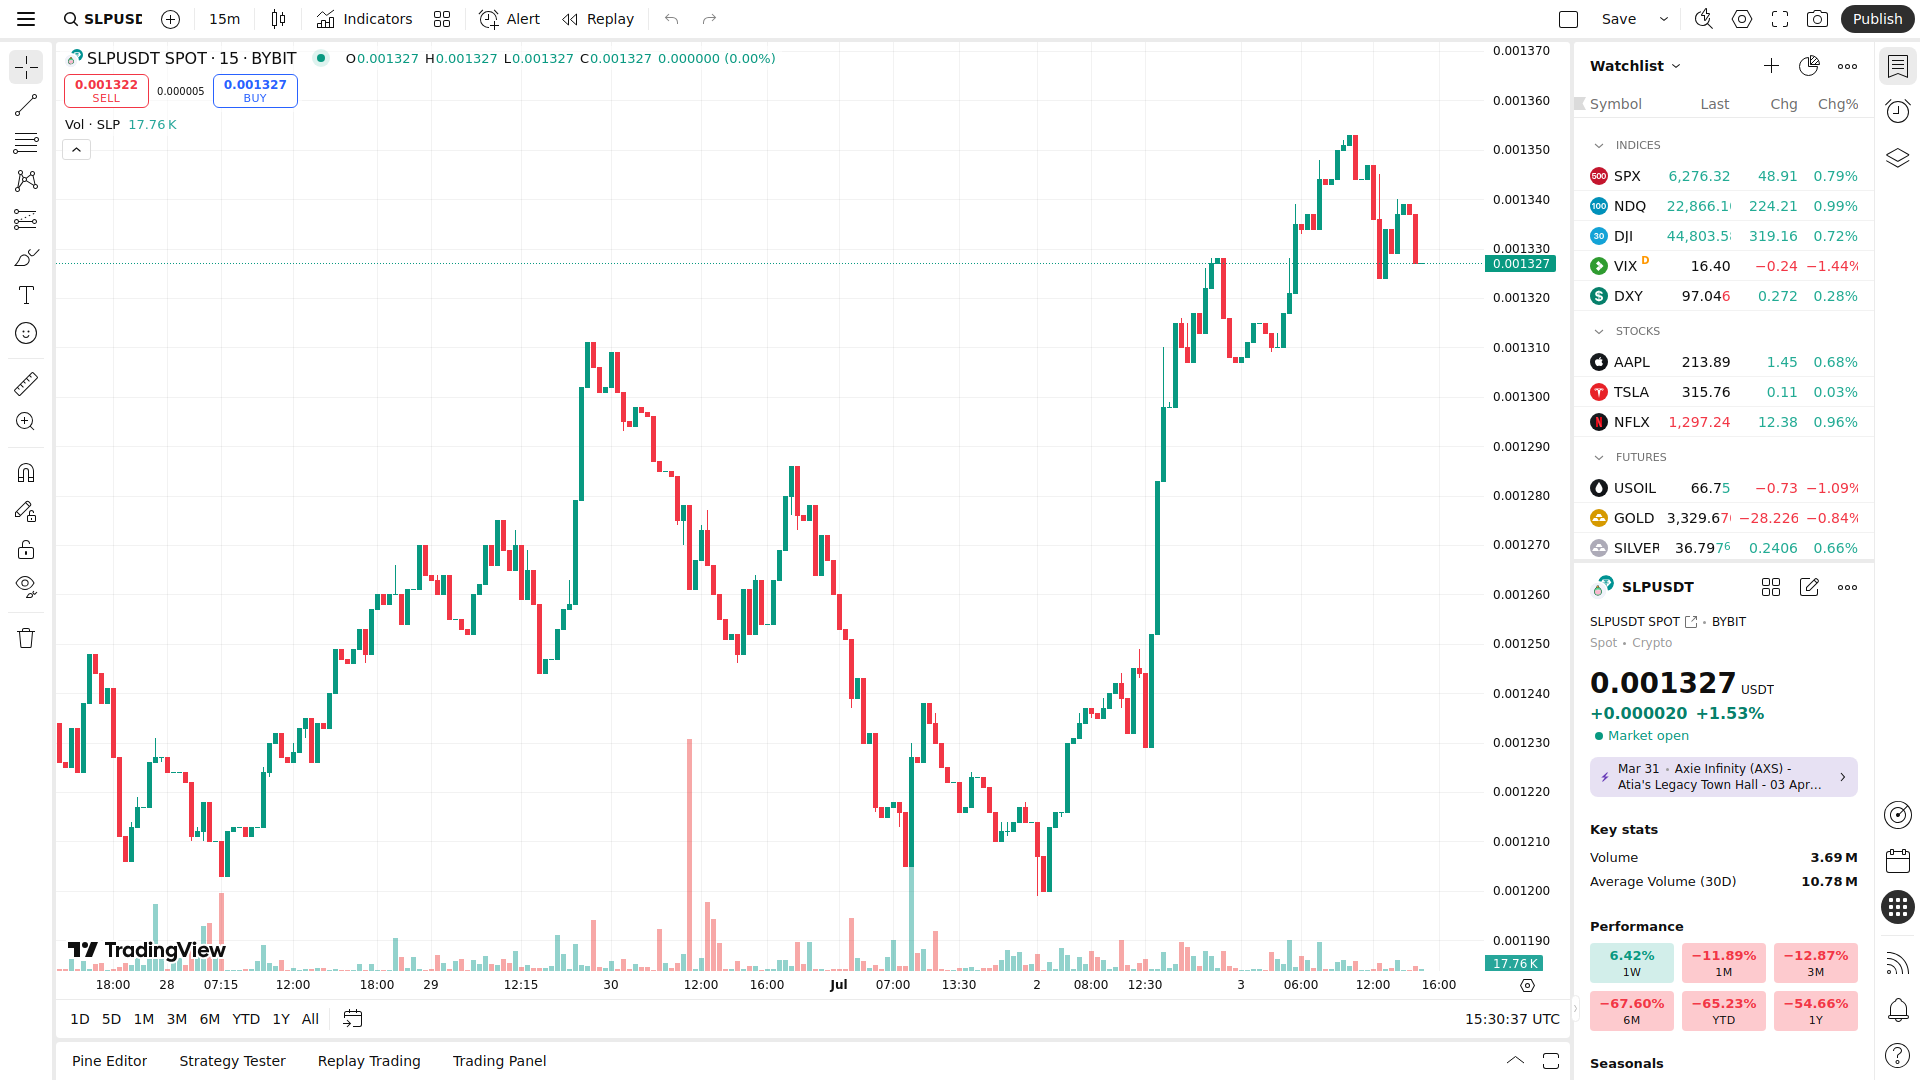 SLPUSD
15m
Indicators
Alert
Replay
Save
Publish
SLPUSDT SPOT · 15 · BYBIT
O0.001327 H0.001327 L0.001327 C0.001327 0.000000 (0.00%)
0.001322
SELL
0.000005
0.001327
BUY
Vol · SLP 17.76 K
0.001370
0.001360
0.001350
0.001340
0.001330
0.001327
0.001320
0.001310
0.001300
0.001290
0.001280
0.001270
0.001260
0.001250
0.001240
0.001230
0.001220
0.001210
0.001200
0.001190
17.76 K
TradingView
18:00 28 07:15 12:00 18:00 29 12:15 30 12:00 16:00 Jul 07:00 13:30 2 08:00 12:30 3 06:00 12:00 16:00
1D 5D 1M 3M 6M YTD 1Y All
15:30:37 UTC
Pine Editor Strategy Tester Replay Trading Trading Panel
Watchlist
Symbol Last Chg Chg%
INDICES
SPX 6,276.32 48.91 0.79%
NDQ 22,866.1 224.21 0.99%
DJI 44,803.5 319.16 0.72%
VIX D 16.40 −0.24 −1.44%
DXY 97.046 0.272 0.28%
STOCKS
AAPL 213.89 1.45 0.68%
TSLA 315.76 0.11 0.03%
NFLX 1,297.24 12.38 0.96%
FUTURES
USOIL 66.75 −0.73 −1.09%
GOLD 3,329.67 −28.226 −0.84%
SILVER 36.7976 0.2406 0.66%
SLPUSDT
SLPUSDT SPOT • BYBIT
Spot • Crypto
0.001327 USDT
+0.000020 +1.53%
Market open
Mar 31 • Axie Infinity (AXS) -
Atia's Legacy Town Hall - 03 Apr...
Key stats
Volume 3.69 M
Average Volume (30D) 10.78 M
Performance
6.42% −11.89% −12.87%
1W 1M 3M
−67.60% −65.23% −54.66%
6M YTD 1Y
Seasonals